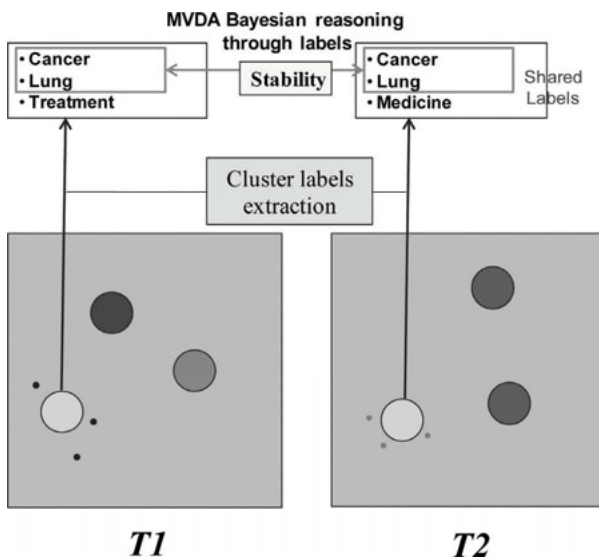 MVDA Bayesian reasoning
through labels
• Cancer
• Lung
• Treatment
Stability
• Cancer
• Lung
• Medicine
Shared
Labels
Cluster labels
extraction
T1
T2